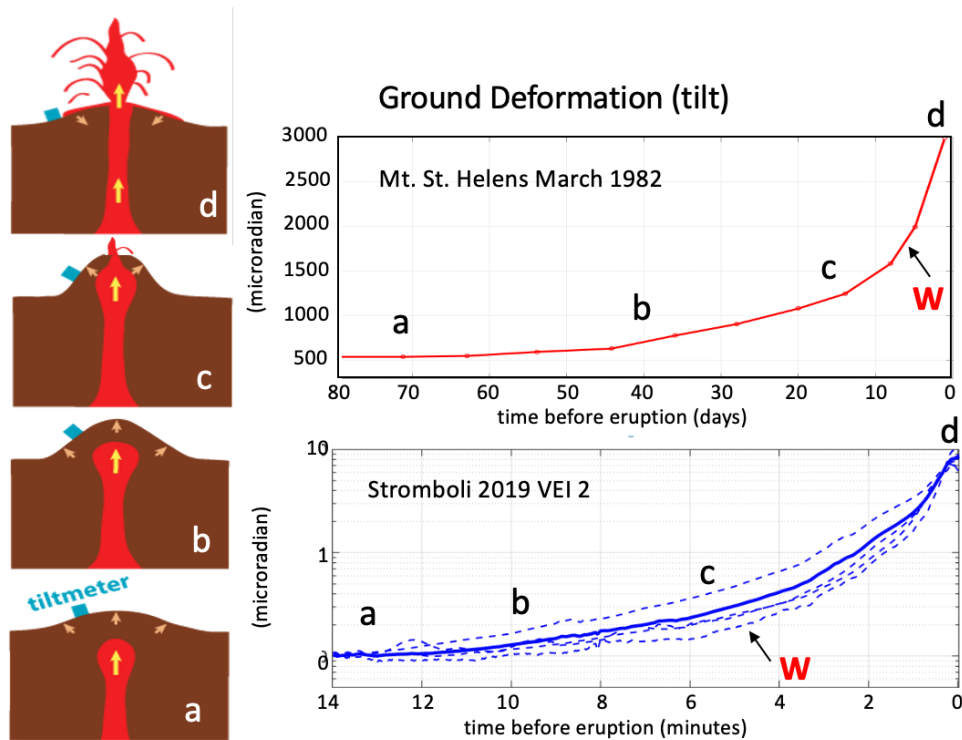 d
c
b
tiltmeter
a
Ground Deformation (tilt)
d
3000
2500
2000
1500
1000
500
(microradian)
Mt. St. Helens March 1982
a
b
c
W
80 70 60 50 40 30 20 10 0
time before eruption (days)
d
10
1
0
(microradian)
Stromboli 2019 VEI 2
a
b
c
W
14 12 10 8 6 4 2 0
time before eruption (minutes)